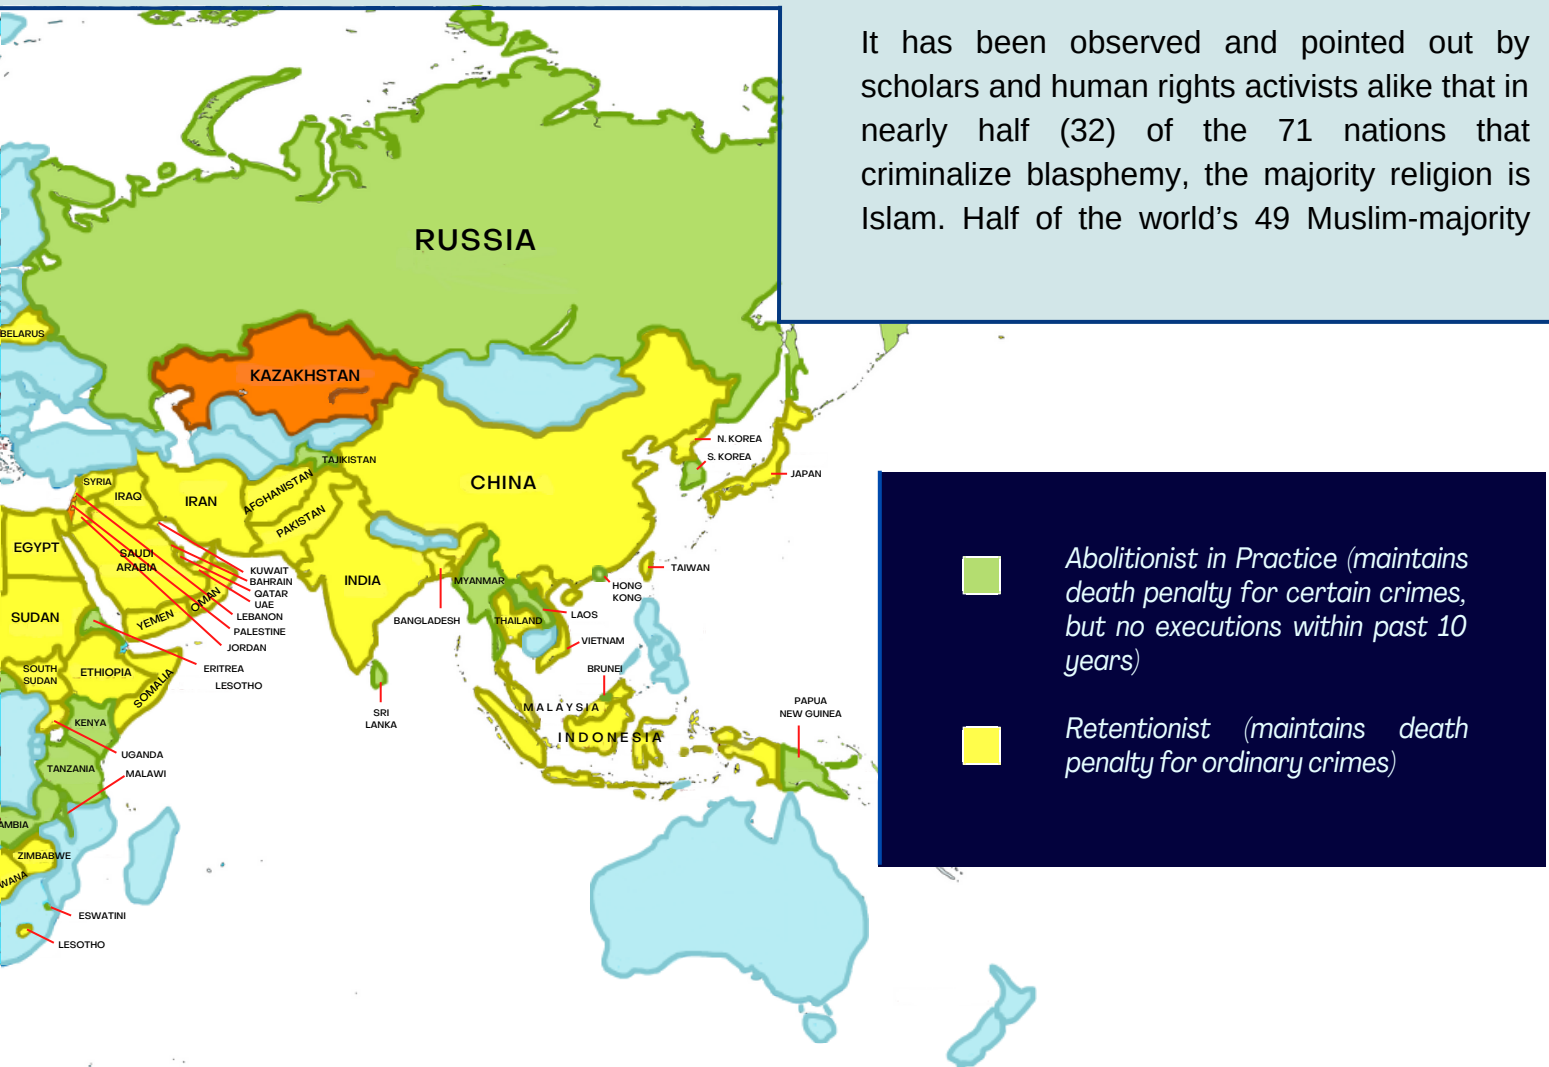 It has been observed and pointed out by
scholars and human rights activists alike that in
nearly half (32) of the 71 nations that
criminalize blasphemy, the majority religion is
Islam. Half of the world’s 49 Muslim-majority
RUSSIA
BELARUS
KAZAKHSTAN
N. KOREA
S. KOREA
JAPAN
TAJIKISTAN
SYRIA
IRAQ
IRAN
AFGHANISTAN
PAKISTAN
CHINA
EGYPT
SAUDI
ARABIA
KUWAIT
BAHRAIN
QATAR
UAE
LEBANON
PALESTINE
JORDAN
OMAN
YEMEN
INDIA
BANGLADESH
MYANMAR
THAILAND
LAOS
VIETNAM
HONG
KONG
TAIWAN
SUDAN
SOUTH
SUDAN
ETHIOPIA
SOMALIA
ERITREA
LESOTHO
SRI
LANKA
BRUNEI
MALAYSIA
INDONESIA
PAPUA
NEW GUINEA
KENYA
UGANDA
TANZANIA
MALAWI
AMBIA
ZIMBABWE
WANA
ESWATINI
LESOTHO
Abolitionist in Practice (maintains
death penalty for certain crimes,
but no executions within past 10
years)
Retentionist (maintains death
penalty for ordinary crimes)